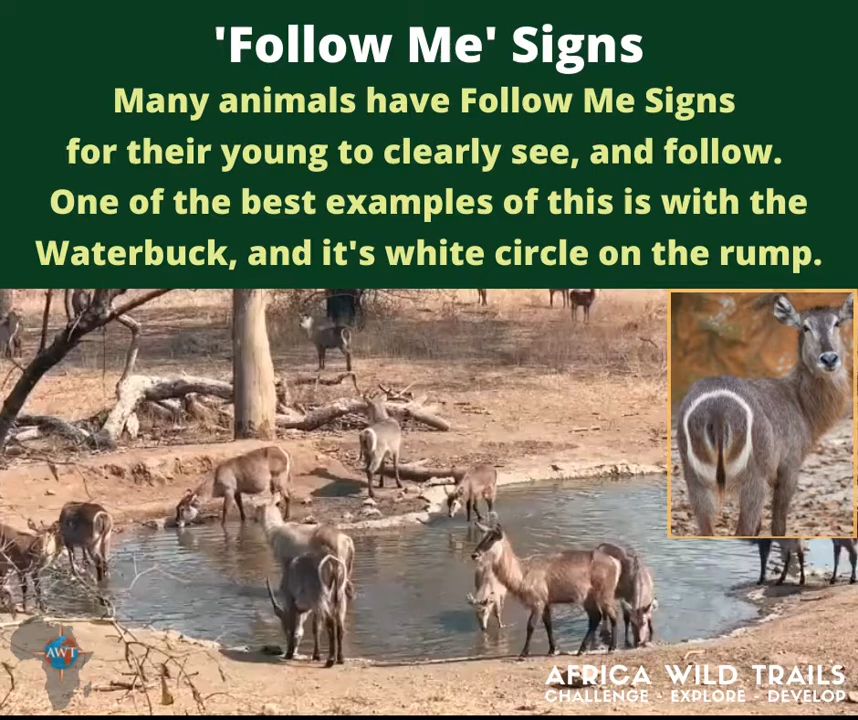 'Follow Me' Signs
Many animals have Follow Me Signs
for their young to clearly see, and follow.
One of the best examples of this is with the
Waterbuck, and it's white circle on the rump.
AWT
AFRICA WILD TRAILS
CHALLENGE - EXPLORE - DEVELOP